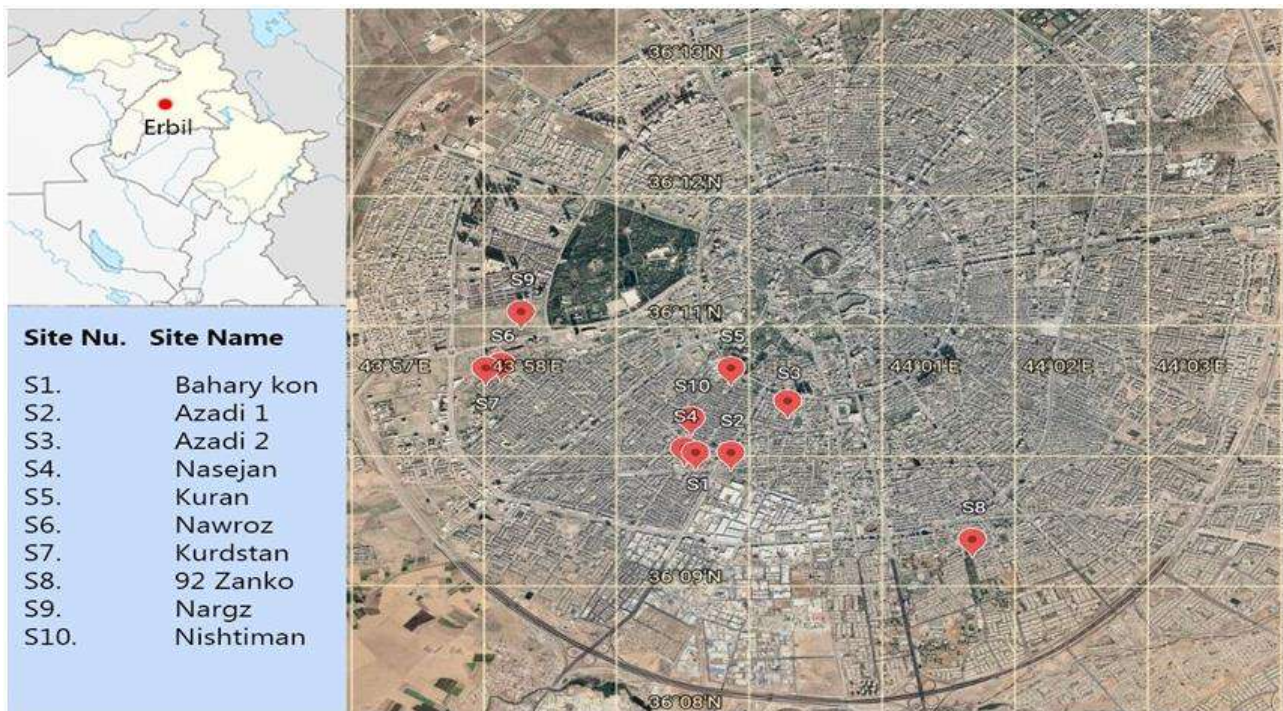 Erbil
Site Nu. Site Name
S1. Bahary kon
S2. Azadi 1
S3. Azadi 2
S4. Nasejan
S5. Kuran
S6. Nawroz
S7. Kurdstan
S8. 92 Zanko
S9. Nargz
S10. Nishtiman
36°13'N
36°12'N
S9
36°11'N
S6
S5
43°57'E 43°58'E 44°01'E 44°02'E 44°03'E
S10 S3
S7
S4 S2
S1
S8
36°09'N
36°08'N